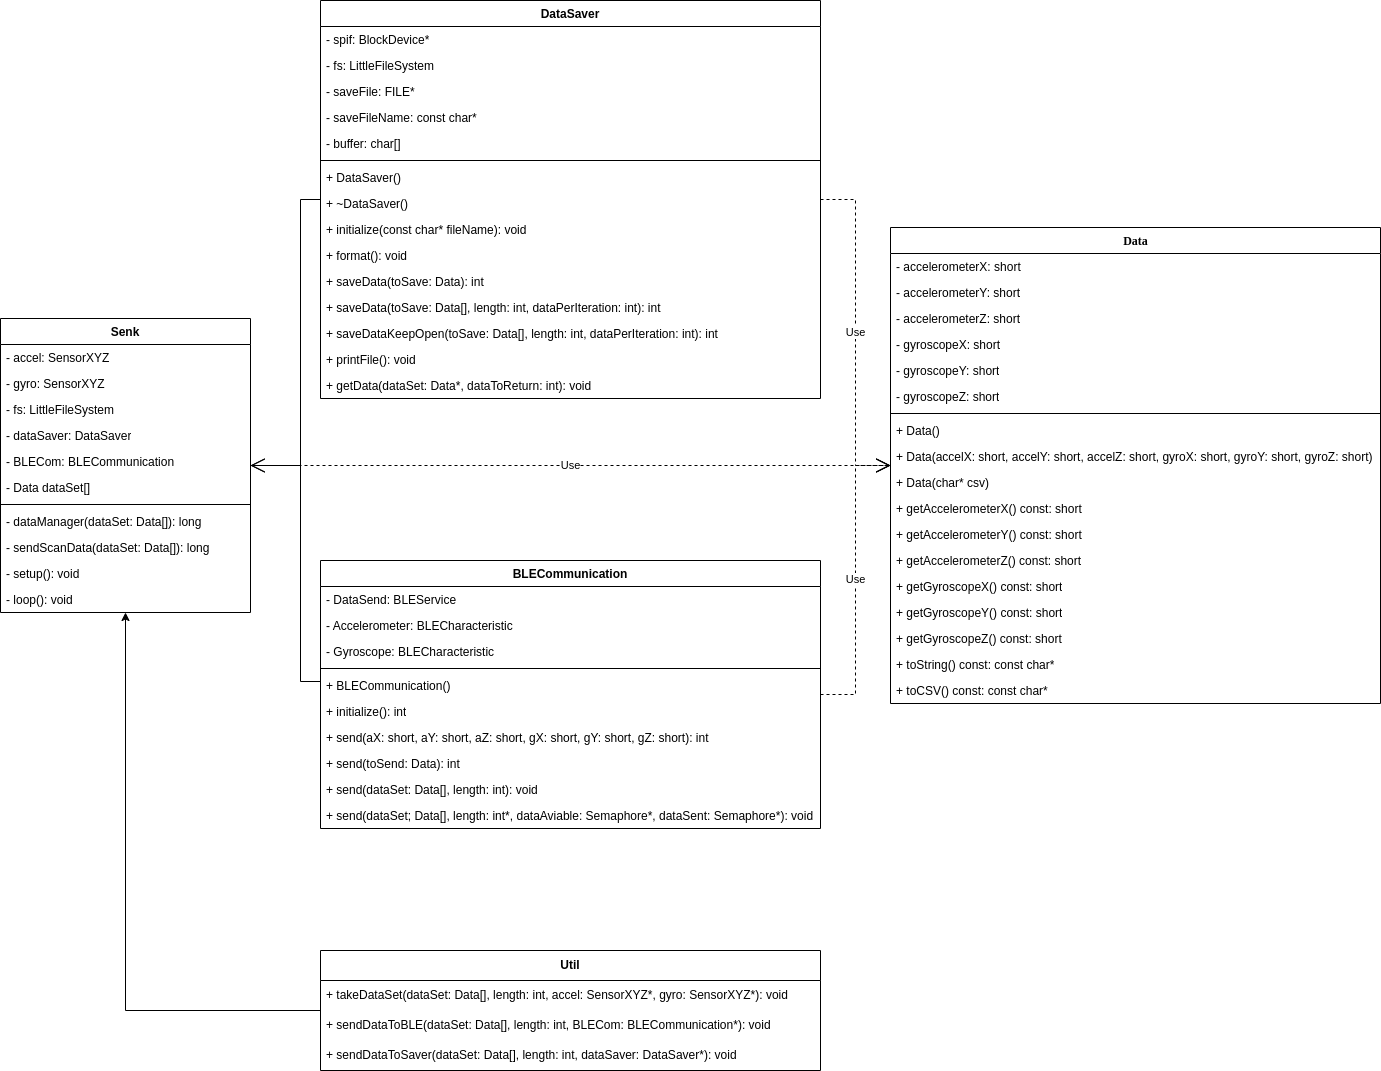 DataSaver
- spif: BlockDevice*
- fs: LittleFileSystem
- saveFile: FILE*
- saveFileName: const char*
- buffer: char[]
+ DataSaver()
+ ~DataSaver()
+ initialize(const char* fileName): void
+ format(): void
+ saveData(toSave: Data): int
+ saveData(toSave: Data[], length: int, dataPerIteration: int): int
+ saveDataKeepOpen(toSave: Data[], length: int, dataPerIteration: int): int
+ printFile(): void
+ getData(dataSet: Data*, dataToReturn: int): void
Senk
- accel: SensorXYZ
- gyro: SensorXYZ
- fs: LittleFileSystem
- dataSaver: DataSaver
- BLECom: BLECommunication
- Data dataSet[]
- dataManager(dataSet: Data[]): long
- sendScanData(dataSet: Data[]): long
- setup(): void
- loop(): void
Use
Use
Use
Data
- accelerometerX: short
- accelerometerY: short
- accelerometerZ: short
- gyroscopeX: short
- gyroscopeY: short
- gyroscopeZ: short
+ Data()
+ Data(accelX: short, accelY: short, accelZ: short, gyroX: short, gyroY: short, gyroZ: short)
+ Data(char* csv)
+ getAccelerometerX() const: short
+ getAccelerometerY() const: short
+ getAccelerometerZ() const: short
+ getGyroscopeX() const: short
+ getGyroscopeY() const: short
+ getGyroscopeZ() const: short
+ toString() const: const char*
+ toCSV() const: const char*
BLECommunication
- DataSend: BLEService
- Accelerometer: BLECharacteristic
- Gyroscope: BLECharacteristic
+ BLECommunication()
+ initialize(): int
+ send(aX: short, aY: short, aZ: short, gX: short, gY: short, gZ: short): int
+ send(toSend: Data): int
+ send(dataSet: Data[], length: int): void
+ send(dataSet; Data[], length: int*, dataAviable: Semaphore*, dataSent: Semaphore*): void
Util
+ takeDataSet(dataSet: Data[], length: int, accel: SensorXYZ*, gyro: SensorXYZ*): void
+ sendDataToBLE(dataSet: Data[], length: int, BLECom: BLECommunication*): void
+ sendDataToSaver(dataSet: Data[], length: int, dataSaver: DataSaver*): void